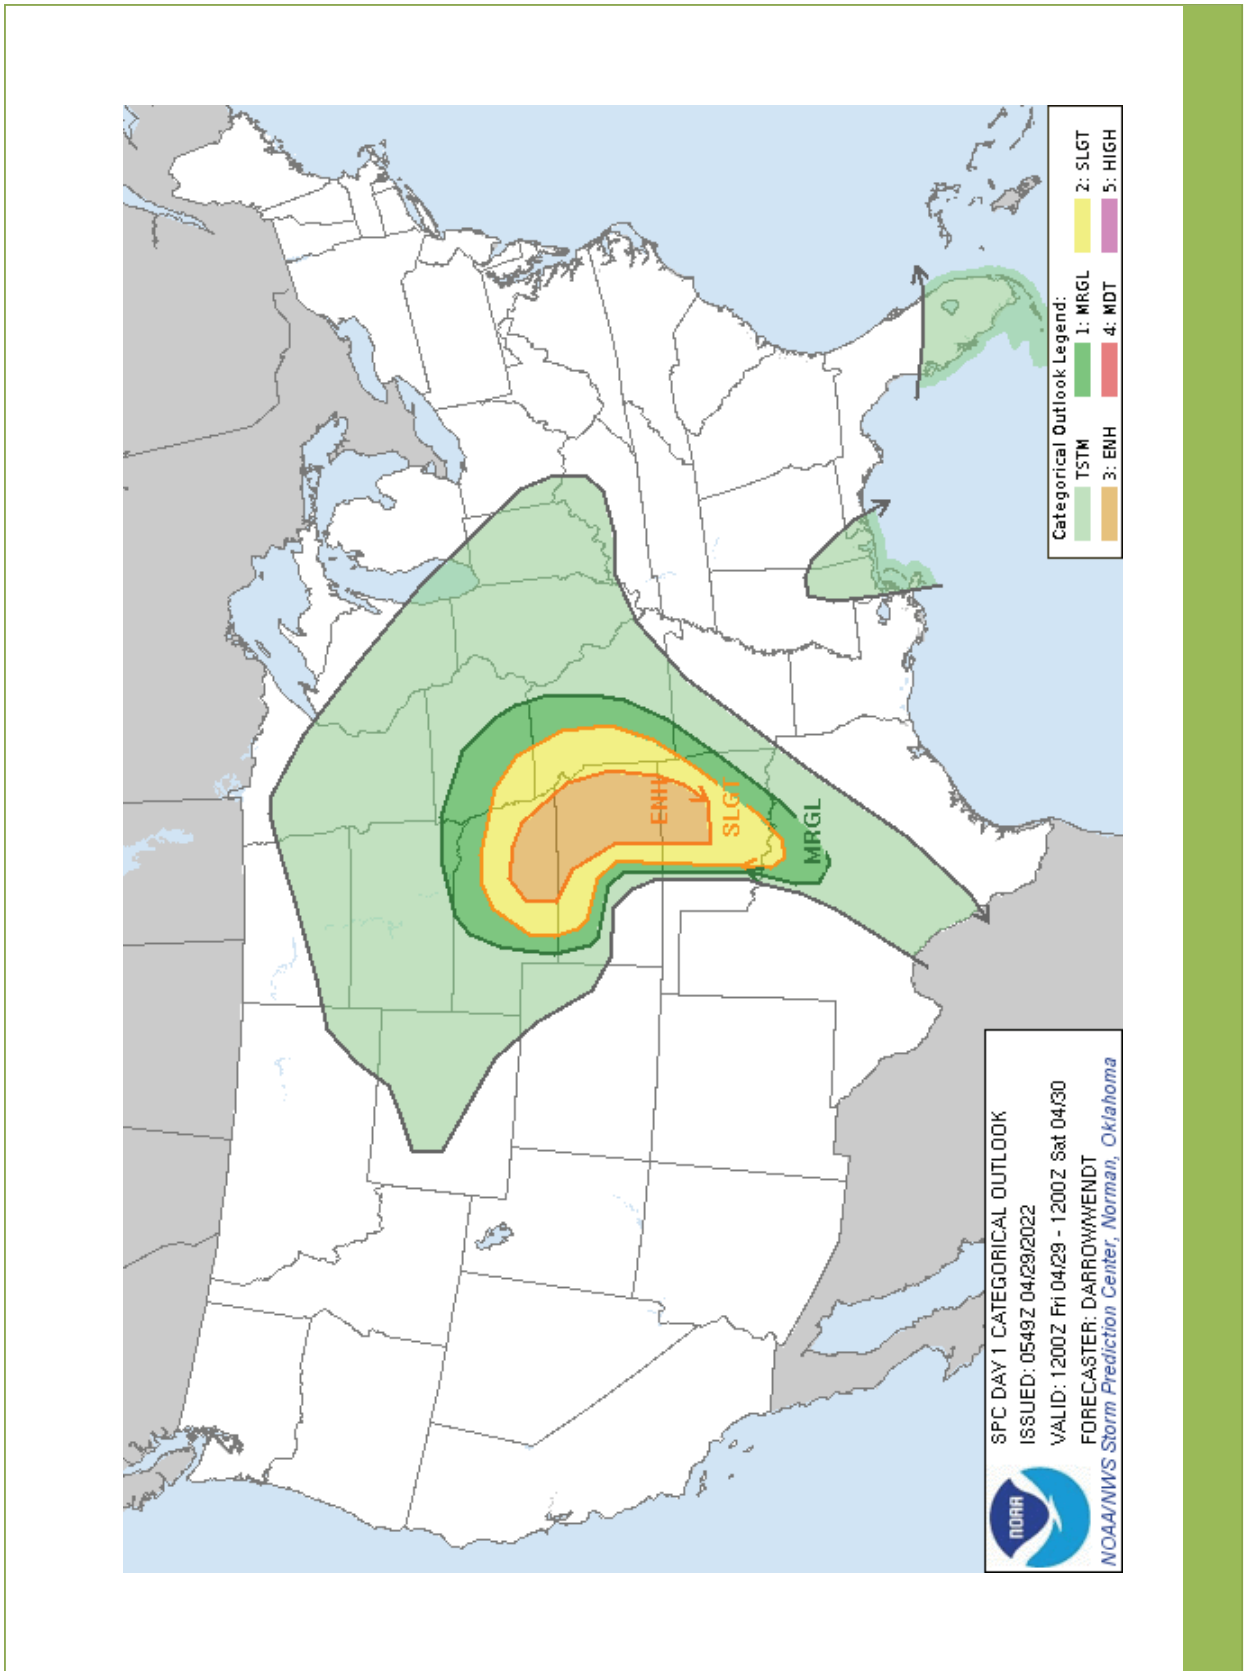 ENH
SLGT
MRGL
SPC DAY 1 CATEGORICAL OUTLOOK
ISSUED: 0549Z 04/29/2022
VALID: 1200Z Fri 04/29 - 1200Z Sat 04/30
FORECASTER: DARROW/WENDT
NOAA/NWS Storm Prediction Center, Norman, Oklahoma
NOAA
Categorical Outlook Legend:
TSTM 1: MRGL 2: SLGT
3: ENH 4: MDT 5: HIGH